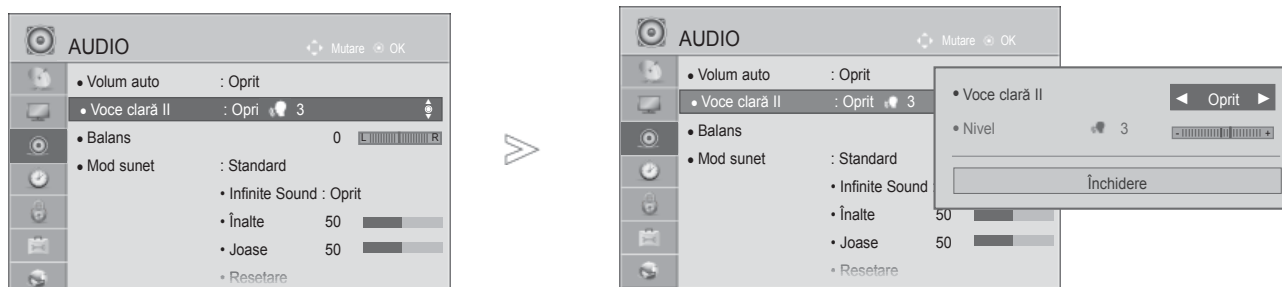 AUDIO Mutare OK
• Volum auto : Oprit
• Voce clară II : Opri 3
• Balans 0 L R
• Mod sunet : Standard
• Infinite Sound : Oprit
• Înalte 50
• Joase 50
• Resetare
AUDIO Mutare OK
• Volum auto : Oprit
• Voce clară II : Oprit 3
• Balans
• Mod sunet : Standard
• Infinite Sound :
• Înalte 50
• Joase 50
• Resetare
• Voce clară II ◄ Oprit ►
• Nivel 3 - +
Închidere